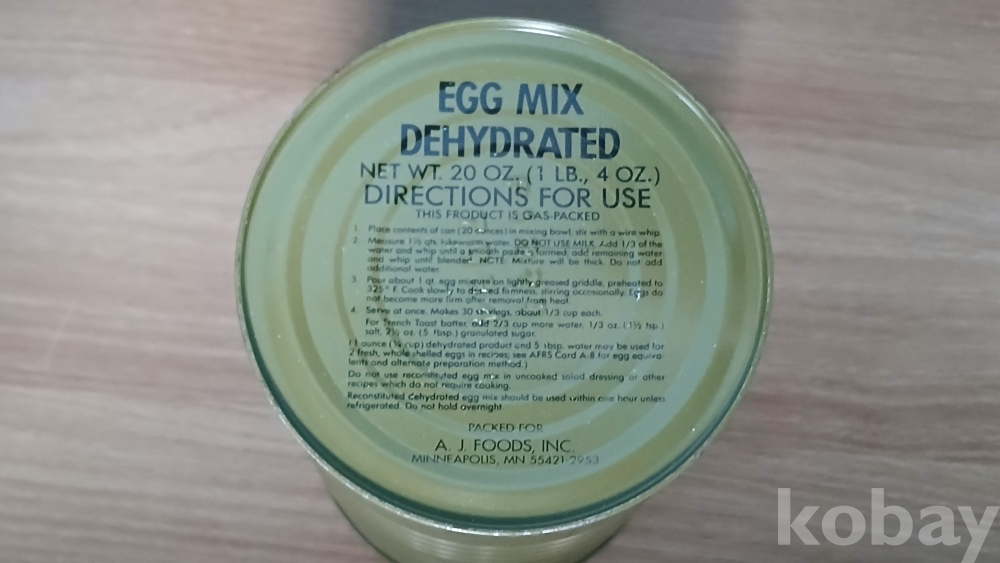 EGG MIX
DEHYDRATED
NET WT. 20 OZ. (1 LB., 4 OZ.)
DIRECTIONS FOR USE
THIS PRODUCT IS GAS-PACKED
1. Place contents of can (20 ounces) in mixing bowl, stir with a wire whip.
2. Measure 1½ qts. lukewarm water. DO NOT USE MILK. Add 1/3 of the
water and whip until a smooth paste is formed; add remaining water
and whip until blended. NOTE: Mixture will be thick. Do not add
additional water.
3. Pour about 1 qt. egg mixture on lightly greased griddle, preheated to
325° F. Cook slowly to desired firmness, stirring occasionally. Eggs do
not become more firm after removal from heat.
4. Serve at once. Makes 30 servings, about 1/3 cup each.
For French Toast batter, add 2/3 cup more water, 1/3 oz. (1½ tsp.)
salt, 2½ oz. (5 tbsp.) granulated sugar.
(1 ounce (¼ cup) dehydrated product and 5 tbsp. water may be used for
2 fresh, whole shelled eggs in recipes; see AFRS Card A-8 for egg equiva-
lents and alternate preparation method.)
Do not use reconstituted egg mix in uncooked salad dressing or other
recipes which do not require cooking.
Reconstituted dehydrated egg mix should be used within one hour unless
refrigerated. Do not hold overnight.
PACKED FOR
A. J. FOODS, INC.
MINNEAPOLIS, MN 55421-2953
kobay